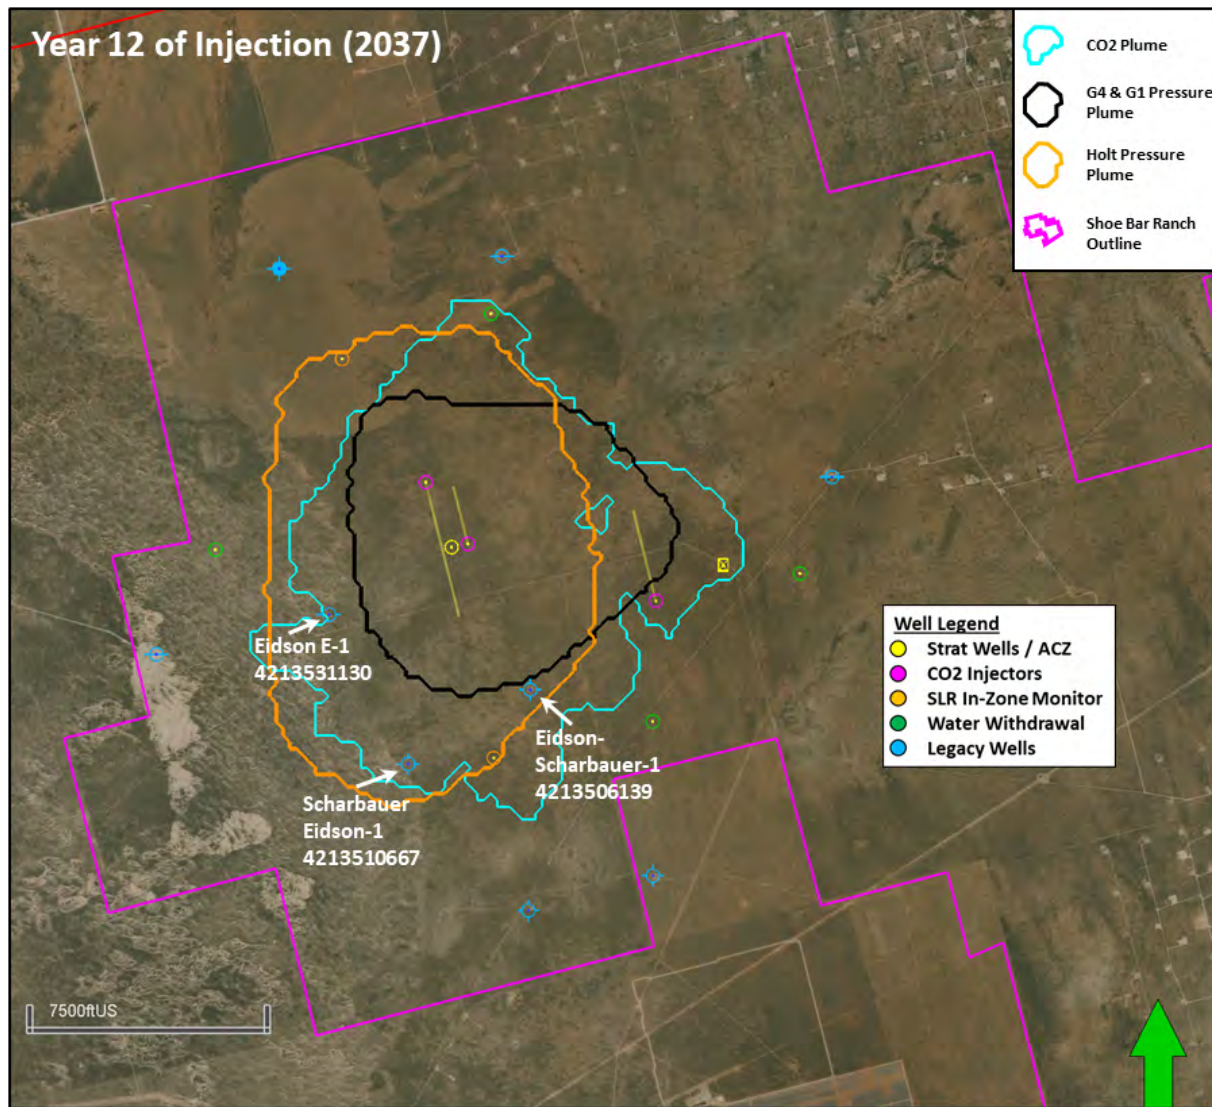 Year 12 of Injection (2037)
CO2 Plume
G4 & G1 Pressure
Plume
Holt Pressure
Plume
Shoe Bar Ranch
Outline
Eidson E-1
4213531130
Scharbauer
Eidson-1
4213510667
Eidson-
Scharbauer-1
4213506139
Well Legend
Strat Wells / ACZ
CO2 Injectors
SLR In-Zone Monitor
Water Withdrawal
Legacy Wells
7500ftUS